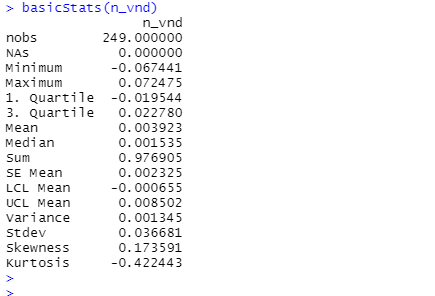 > basicStats(n_vnd)
n_vnd
nobs 249.000000
NAs 0.000000
Minimum -0.067441
Maximum 0.072475
1. Quartile -0.019544
3. Quartile 0.022780
Mean 0.003923
Median 0.001535
Sum 0.976905
SE Mean 0.002325
LCL Mean -0.000655
UCL Mean 0.008502
Variance 0.001345
Stdev 0.036681
Skewness 0.173591
Kurtosis -0.422443
>
>